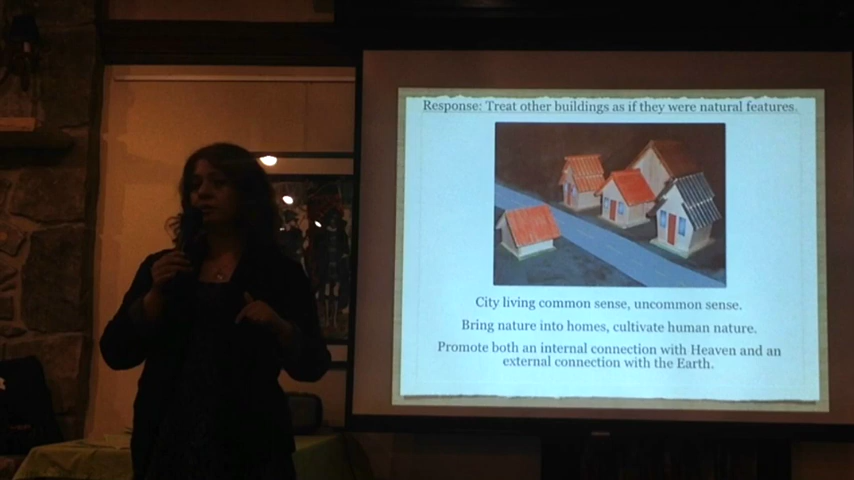 Response: Treat other buildings as if they were natural features.
City living common sense, uncommon sense.
Bring nature into homes, cultivate human nature.
Promote both an internal connection with Heaven and an
external connection with the Earth.